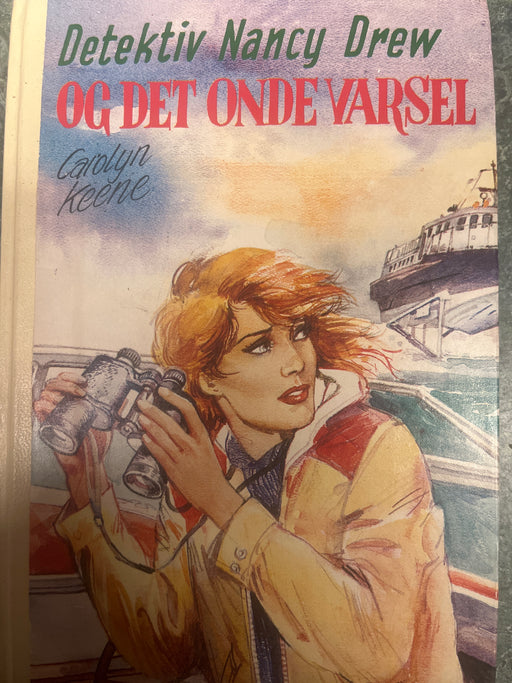 Detektiv Nancy Drew
OG DET ONDE VARSEL
Carolyn
Keene